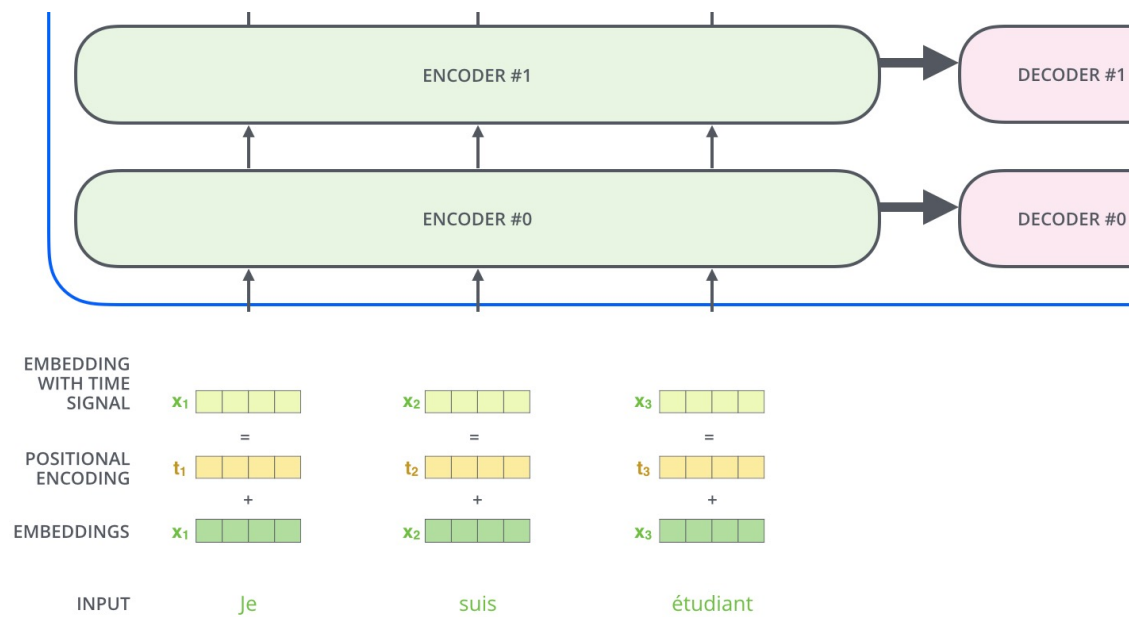 ENCODER #1
DECODER #1
ENCODER #0
DECODER #0
EMBEDDING
WITH TIME
SIGNAL
x₁
x₂
x₃
= = =
POSITIONAL
ENCODING
t₁
t₂
t₃
+ + +
EMBEDDINGS
x₁
x₂
x₃
INPUT
Je
suis
étudiant